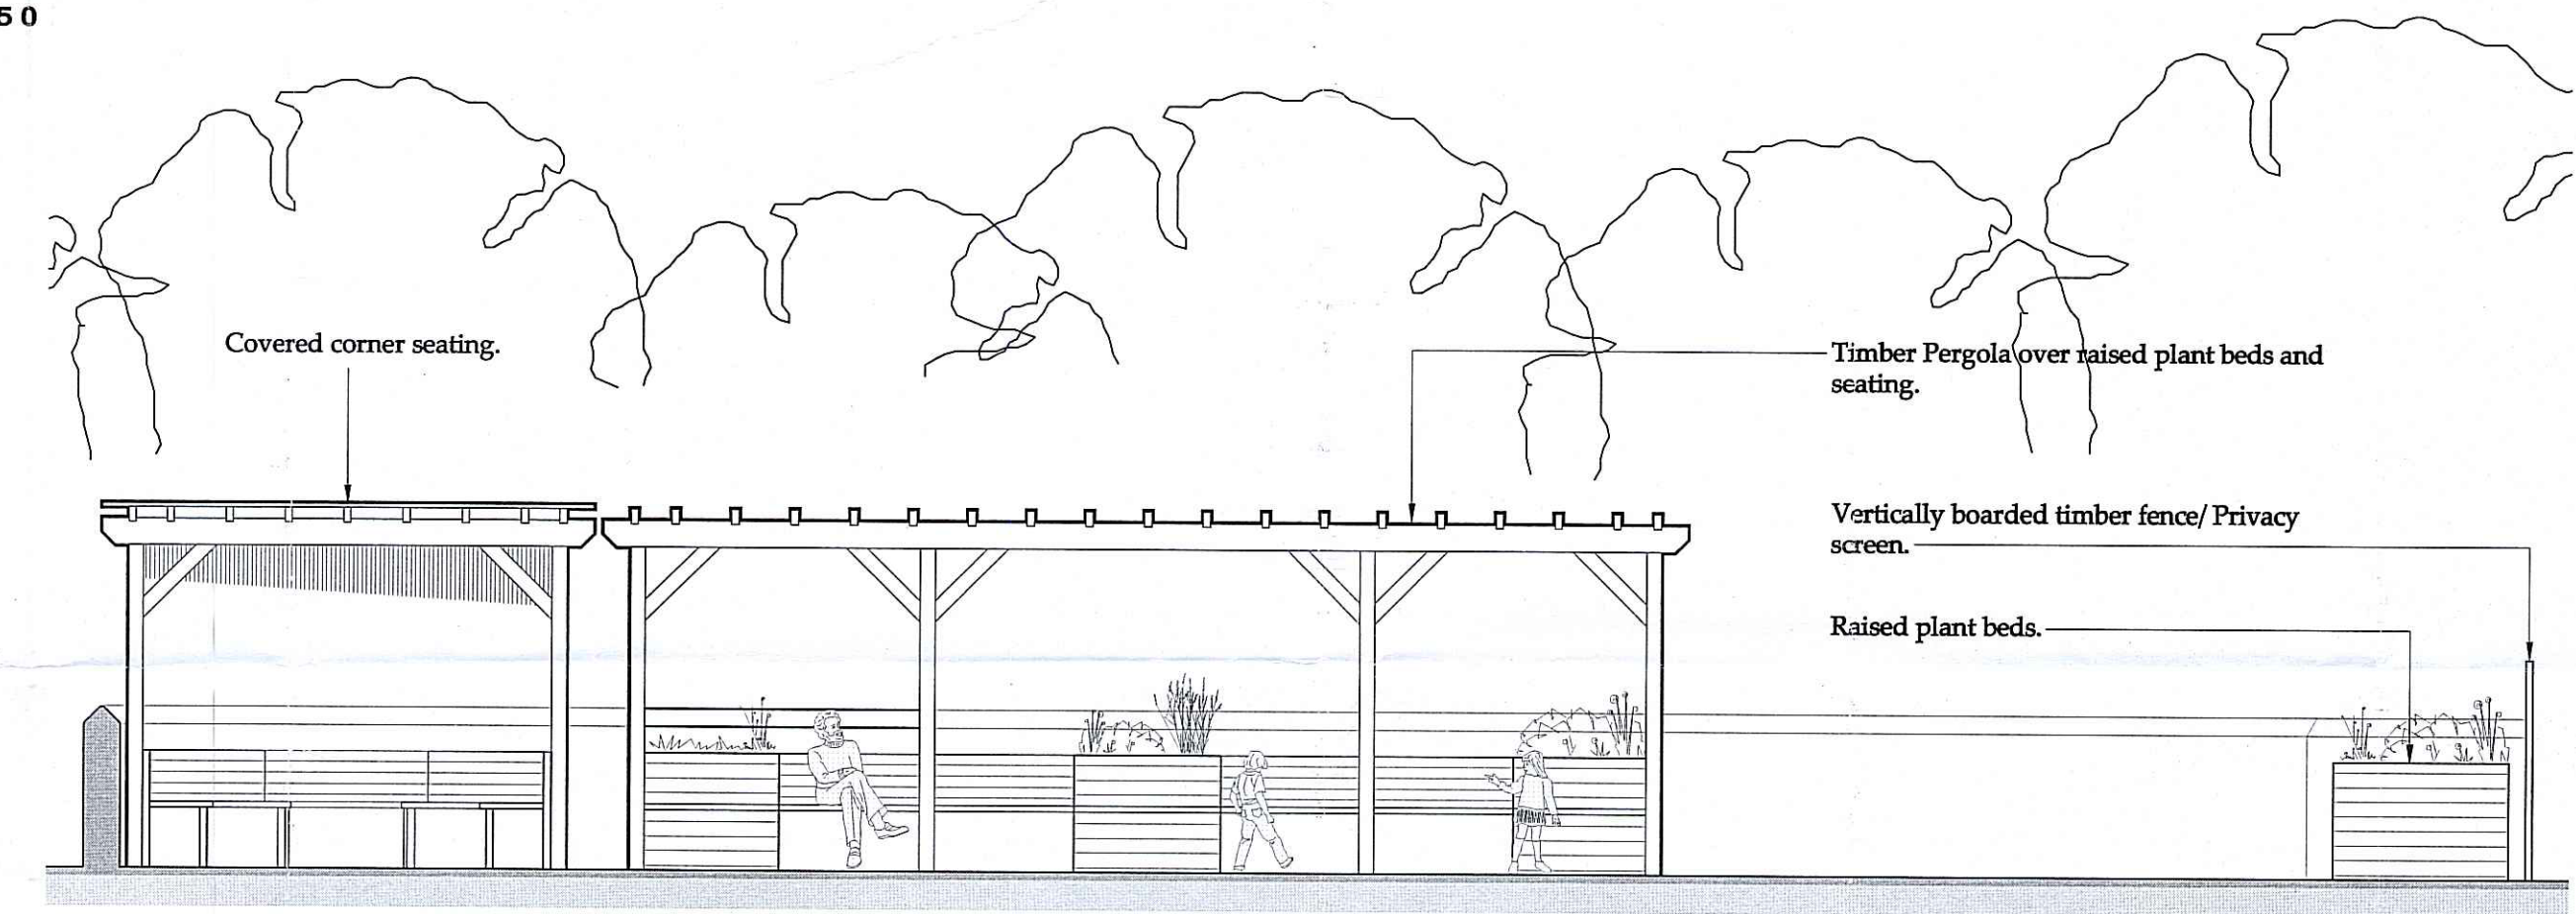 50
Covered corner seating.
Timber Pergola over raised plant beds and
seating.
Vertically boarded timber fence/ Privacy
screen.
Raised plant beds.